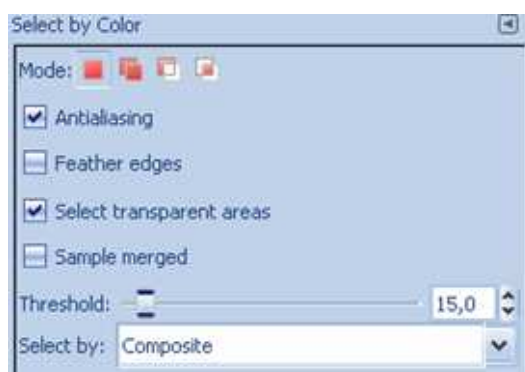 Select by Color
Mode:
Antialiasing
Feather edges
Select transparent areas
Sample merged
Threshold: 15,0
Select by: Composite